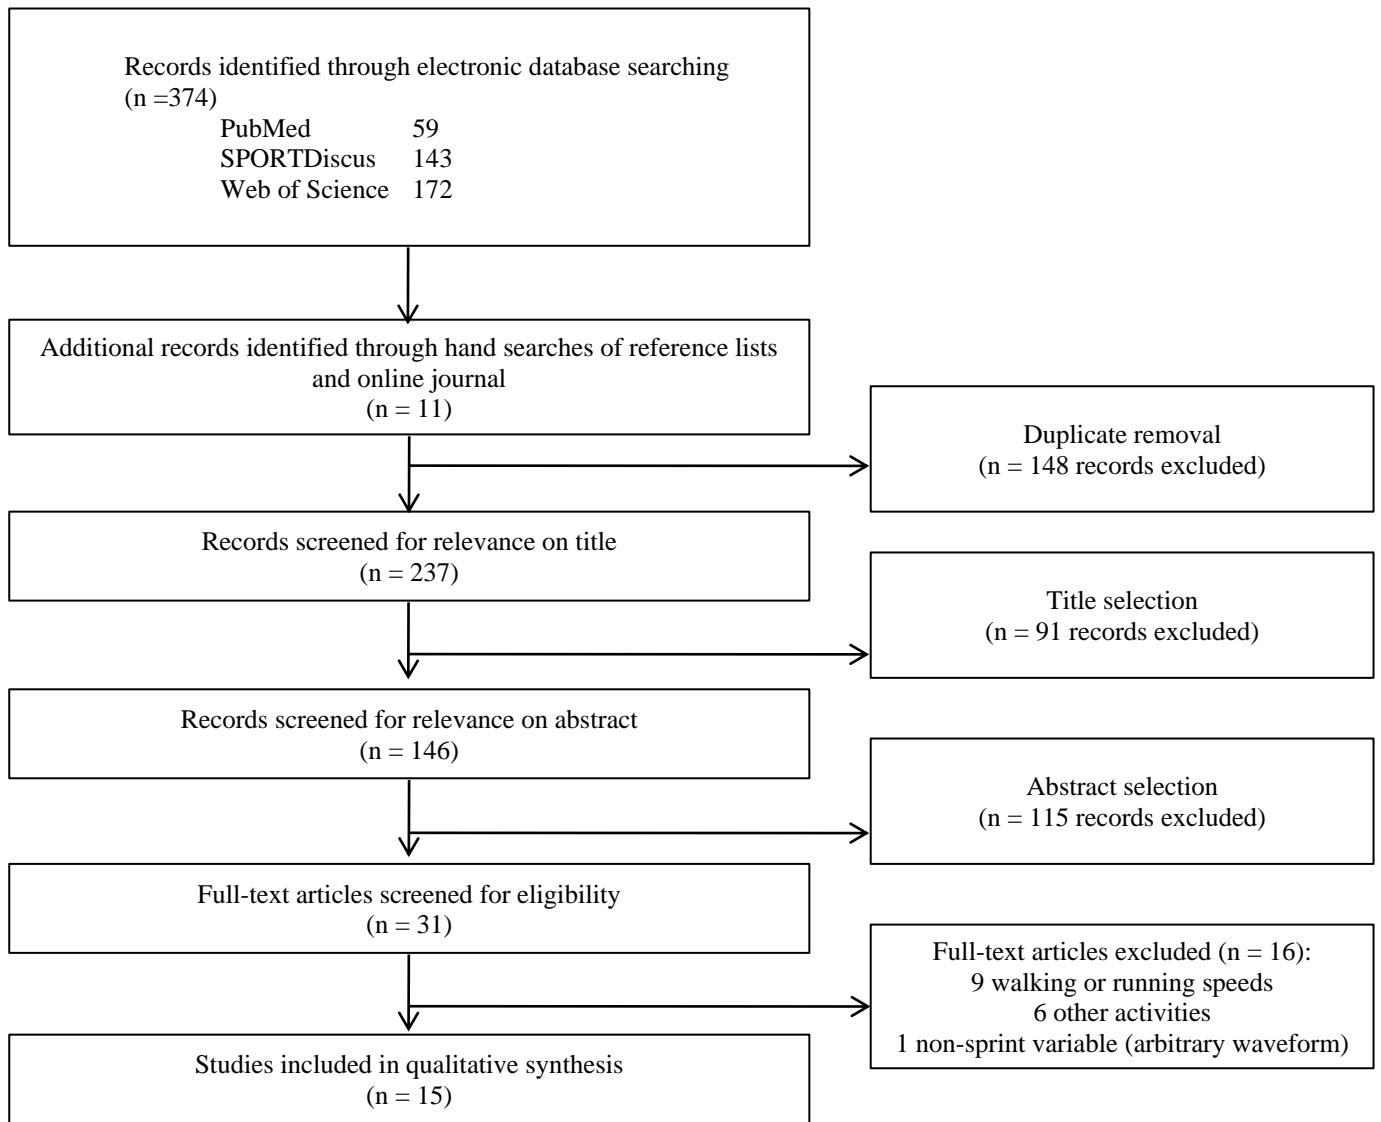 Records identified through electronic database searching
(n =374)
PubMed 59
SPORTDiscus 143
Web of Science 172
Additional records identified through hand searches of reference lists
and online journal
(n = 11)
Duplicate removal
(n = 148 records excluded)
Records screened for relevance on title
(n = 237)
Title selection
(n = 91 records excluded)
Records screened for relevance on abstract
(n = 146)
Abstract selection
(n = 115 records excluded)
Full-text articles screened for eligibility
(n = 31)
Full-text articles excluded (n = 16):
9 walking or running speeds
6 other activities
1 non-sprint variable (arbitrary waveform)
Studies included in qualitative synthesis
(n = 15)